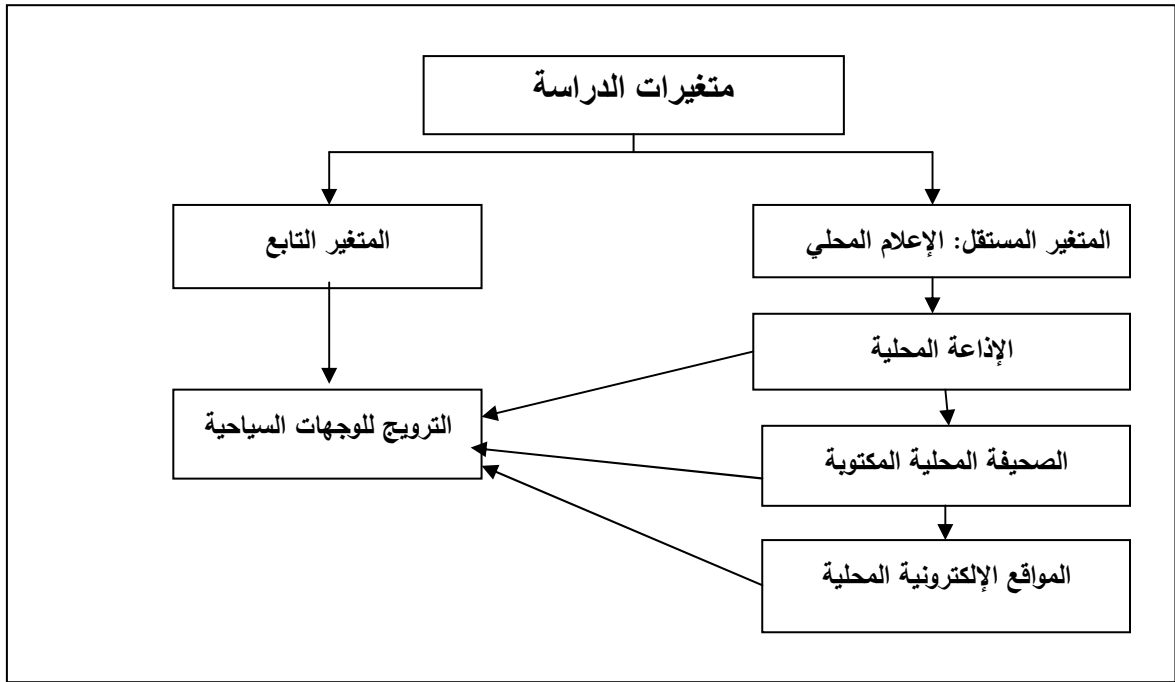 متغيرات الدراسة
المتغير المستقل: الإعلام المحلي
المتغير التابع
الإذاعة المحلية
الترويج للوجهات السياحية
الصحيفة المحلية المكتوبة
المواقع الإلكترونية المحلية